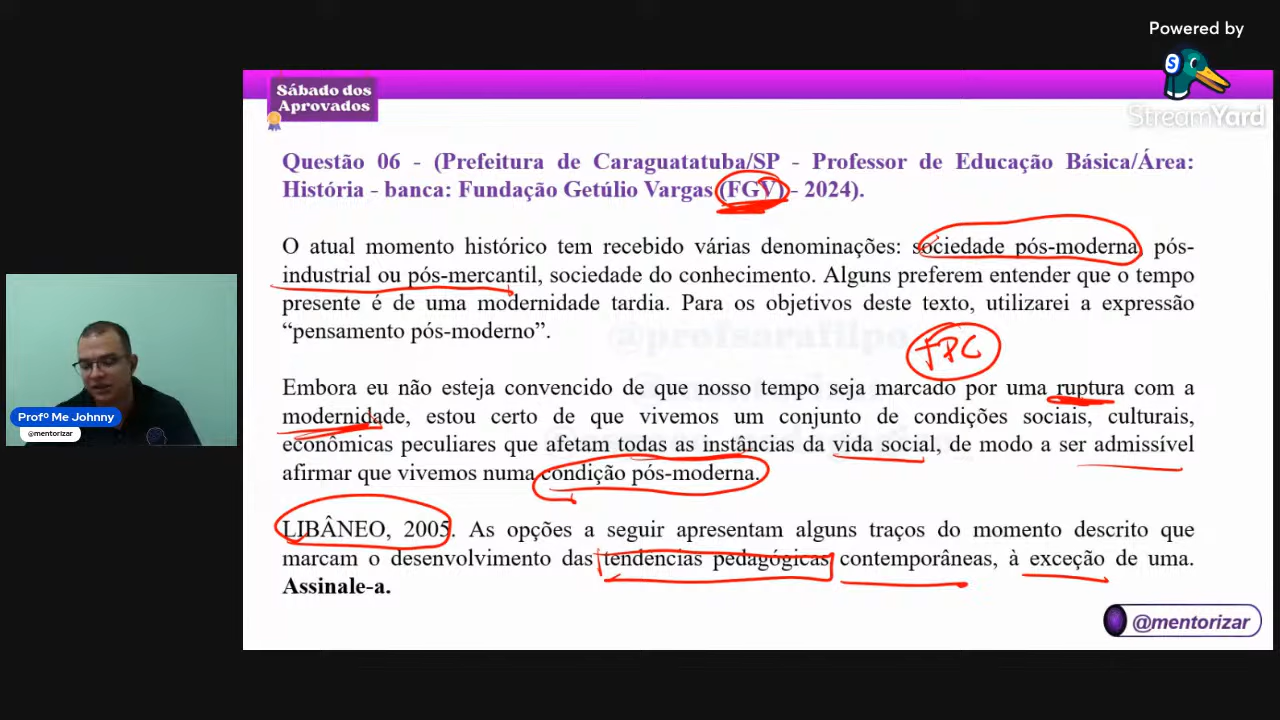 Powered by
StreamYard
Sábado dos
Aprovados
Questão 06 - (Prefeitura de Caraguatatuba/SP - Professor de Educação Básica/Área:
História - banca: Fundação Getúlio Vargas (FGV) - 2024).
O atual momento histórico tem recebido várias denominações: sociedade pós-moderna, pós-
industrial ou pós-mercantil, sociedade do conhecimento. Alguns preferem entender que o tempo
presente é de uma modernidade tardia. Para os objetivos deste texto, utilizarei a expressão
“pensamento pós-moderno”.
Embora eu não esteja convencido de que nosso tempo seja marcado por uma ruptura com a
modernidade, estou certo de que vivemos um conjunto de condições sociais, culturais,
econômicas peculiares que afetam todas as instâncias da vida social, de modo a ser admissível
afirmar que vivemos numa condição pós-moderna.
LIBÂNEO, 2005. As opções a seguir apresentam alguns traços do momento descrito que
marcam o desenvolvimento das tendências pedagógicas contemporâneas, à exceção de uma.
Assinale-a.
Profº Me Johnny
@mentorizar
@mentorizar